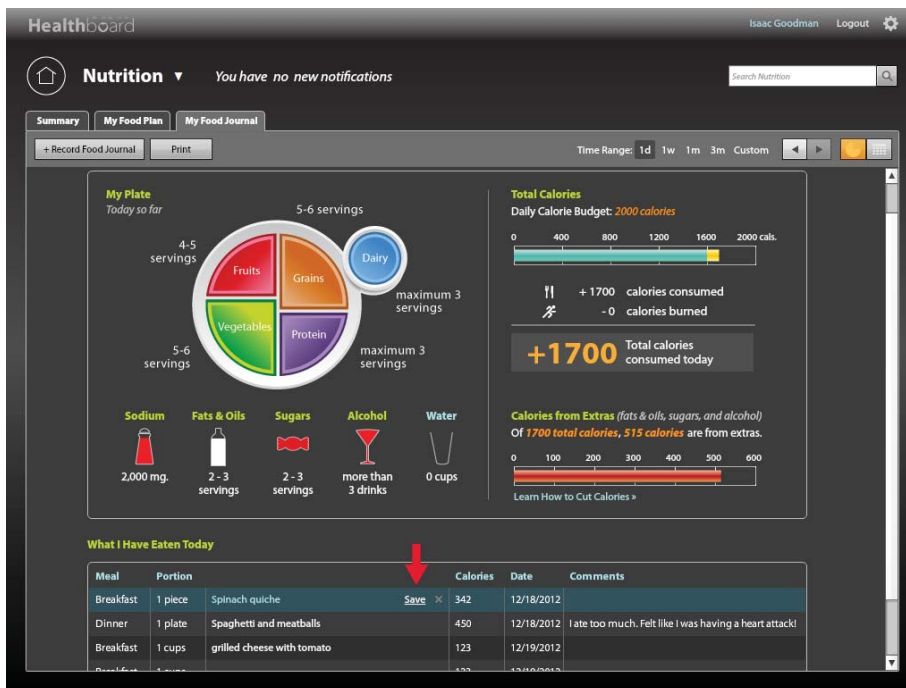 Healthboard
Isaac Goodman Logout
Nutrition ▼ You have no new notifications
Search Nutrition
Summary My Food Plan My Food Journal
+ Record Food Journal Print Time Range: 1d 1w 1m 3m Custom
My Plate
Today so far
5-6 servings
4-5
servings
Fruits
Grains
Dairy
maximum 3
servings
Vegetables
Protein
5-6
servings
maximum 3
servings
Sodium Fats & Oils Sugars Alcohol Water
2,000 mg. 2 - 3 2 - 3 more than 0 cups
servings servings 3 drinks
Total Calories
Daily Calorie Budget: 2000 calories
0 400 800 1200 1600 2000 cals.
+ 1700 calories consumed
- 0 calories burned
+1700 Total calories
consumed today
Calories from Extras (fats & oils, sugars, and alcohol)
Of 1700 total calories, 515 calories are from extras.
0 100 200 300 400 500 600
Learn How to Cut Calories »
What I Have Eaten Today
Meal Portion Calories Date Comments
Breakfast 1 piece Spinach quiche Save × 342 12/18/2012
Dinner 1 plate Spaghetti and meatballs 450 12/18/2012 I ate too much. Felt like I was having a heart attack!
Breakfast 1 cups grilled cheese with tomato 123 12/19/2012